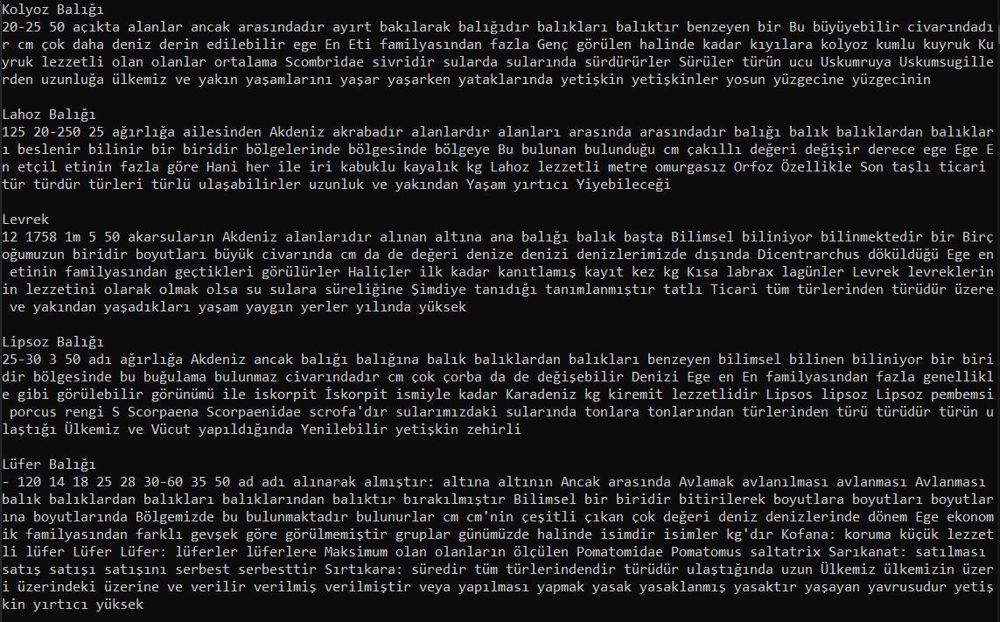 Kolyoz Balığı
20-25 50 açıkta alanlar ancak arasındadır ayırt bakılarak balığıdır balıkları balıktır benzeyen bir Bu büyüyebilir civarındadı
r cm çok daha deniz derin edilebilir ege En Eti familyasından fazla Genç görülen halinde kadar kıyılara kolyoz kumlu kuyruk Ku
yruk lezzetli olan olanlar ortalama Scombridae sivridir sularda sularında sürdürürler Sürüler türün ucu Uskumruya Uskumsugille
rden uzunluğa ülkemiz ve yakın yaşamlarını yaşar yaşarken yataklarında yetişkin yetişkinler yosun yüzgecine yüzgecinin
Lahoz Balığı
125 20-250 25 ağırlığa ailesinden Akdeniz akrabadır alanlardır alanları arasında arasındadır balığı balık balıklardan balıklar
ı beslenir bilinir bir biridir bölgelerinde bölgesinde bölgeye Bu bulunan bulunduğu cm çakıllı değeri değişir derece ege Ege E
n etçil etinin fazla göre Hani her ile iri kabuklu kayalık kg Lahoz lezzetli metre omurgasız Orfoz Özellikle Son taşlı ticari
tür türdür türleri türlü ulaşabilirler uzunluk ve yakından Yaşam yırtıcı Yiyebileceği
Levrek
12 1758 1m 5 50 akarsuların Akdeniz alanlarıdır alınan altına ana balığı balık başta Bilimsel biliniyor bilinmektedir bir Birç
oğumuzun biridir boyutları büyük civarında cm da de değeri denize denizi denizlerimizde dışında Dicentrarchus döküldüğü Ege en
 etinin familyasından geçtikleri görülürler Haliçler ilk kadar kanıtlamış kayıt kez kg Kısa labrax lagünler Levrek levreklerin
in lezzetini olarak olmak olsa su sulara süreliğine Şimdiye tanıdığı tanımlanmıştır tatlı Ticari tüm türlerinden türüdür üzere
 ve yakından yaşadıkları yaşam yaygın yerler yılında yüksek
Lipsoz Balığı
25-30 3 50 adı ağırlığa Akdeniz ancak balığı balığına balık balıklardan balıkları benzeyen bilimsel bilinen biliniyor bir biri
dir bölgesinde bu buğulama bulunmaz civarındadır cm çok çorba da de değişebilir Denizi Ege en En familyasından fazla genellikl
e gibi görülebilir görünümü ile iskorpit İskorpit ismiyle kadar Karadeniz kg kiremit lezzetlidir Lipsos lipsoz Lipsoz pembemsi
 porcus rengi S Scorpaena Scorpaenidae scrofa'dır sularımızdaki sularında tonlara tonlarından türlerinden türü türüdür türün u
laştığı Ülkemiz ve Vücut yapıldığında Yenilebilir yetişkin zehirli
Lüfer Balığı
- 120 14 18 25 28 30-60 35 50 ad adı alınarak almıştır: altına altının Ancak arasında Avlamak avlanılması avlanması Avlanması
balık balıklardan balıkları balıklarından balıktır bırakılmıştır Bilimsel bir biridir bitirilerek boyutlara boyutları boyutlar
ına boyutlarında Bölgemizde bu bulunmaktadır bulunurlar cm cm'nin çeşitli çıkan çok değeri deniz denizlerinde dönem Ege ekonom
ik familyasından farklı gevşek göre görülmemiştir gruplar günümüzde halinde isimdir isimler kg'dır Kofana: koruma küçük lezzet
li lüfer Lüfer Lüfer: lüferler lüferlere Maksimum olan olanların ölçülen Pomatomidae Pomatomus saltatrix Sarıkanat: satılması
satış satışı satışını serbest serbesttir Sırtıkara: süredir tüm türlerindendir türüdür ulaştığında uzun Ülkemiz ülkemizin üzer
i üzerindeki üzerine ve verilir verilmiş verilmiştir veya yapılması yapmak yasak yasaklanmış yasaktır yaşayan yavrusudur yetiş
kin yırtıcı yüksek